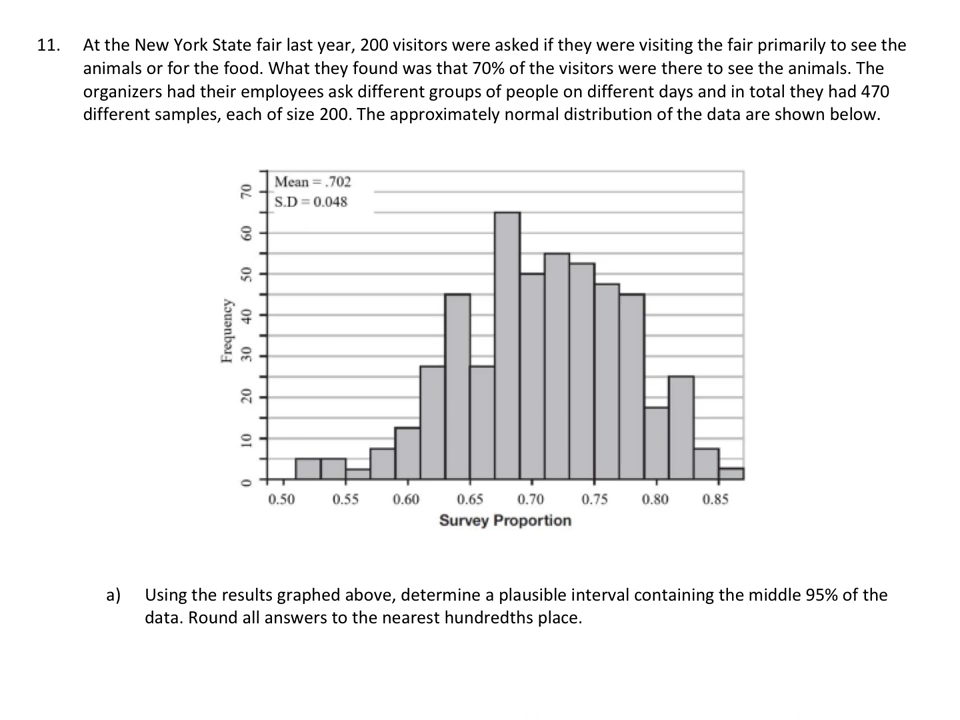 11. At the New York State fair last year, 200 visitors were asked if they were visiting the fair primarily to see the
animals or for the food. What they found was that 70% of the visitors were there to see the animals. The
organizers had their employees ask different groups of people on different days and in total they had 470
different samples, each of size 200. The approximately normal distribution of the data are shown below.
Mean = .702
S.D = 0.048
Frequency
70
60
50
40
30
20
10
0
0.50 0.55 0.60 0.65 0.70 0.75 0.80 0.85
Survey Proportion
a) Using the results graphed above, determine a plausible interval containing the middle 95% of the
data. Round all answers to the nearest hundredths place.